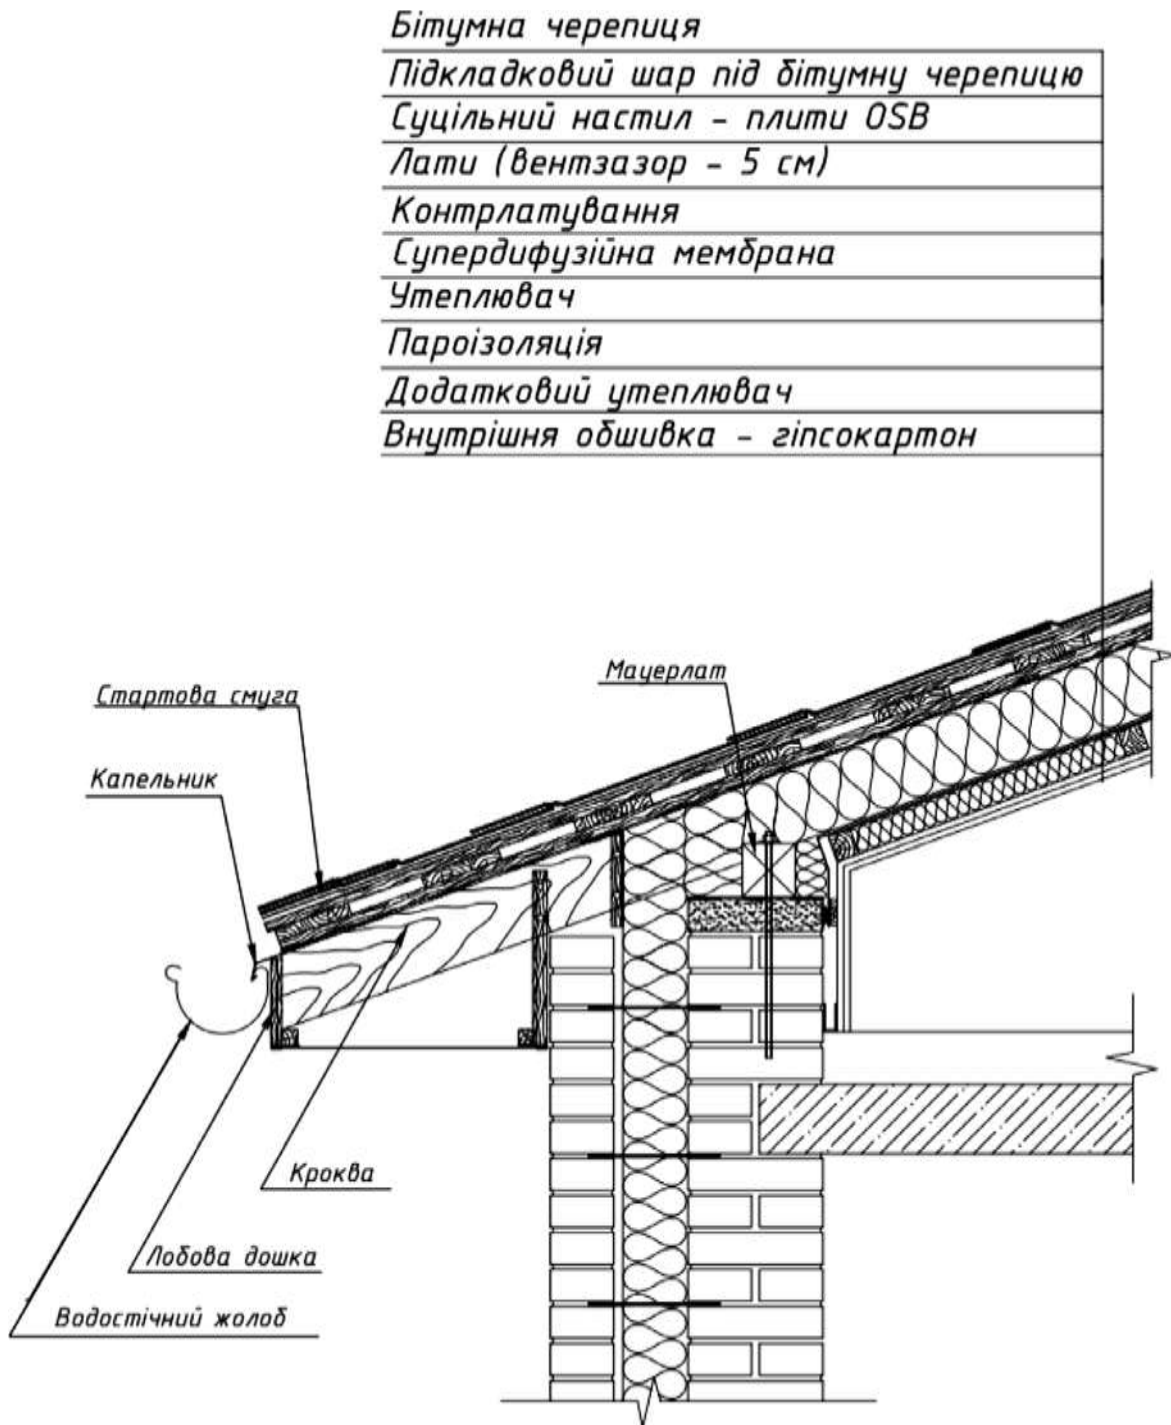 Бітумна черепиця
Підкладковий шар під бітумну черепицю
Суцільний настил - плити OSB
Лати (вентзазор - 5 см)
Контрлатування
Супердифузійна мембрана
Утеплювач
Пароізоляція
Додатковий утеплювач
Внутрішня обшивка - гіпсокартон
Мауерлат
Стартова смуга
Капельник
Кроква
Лобова дошка
Водостічний жолоб